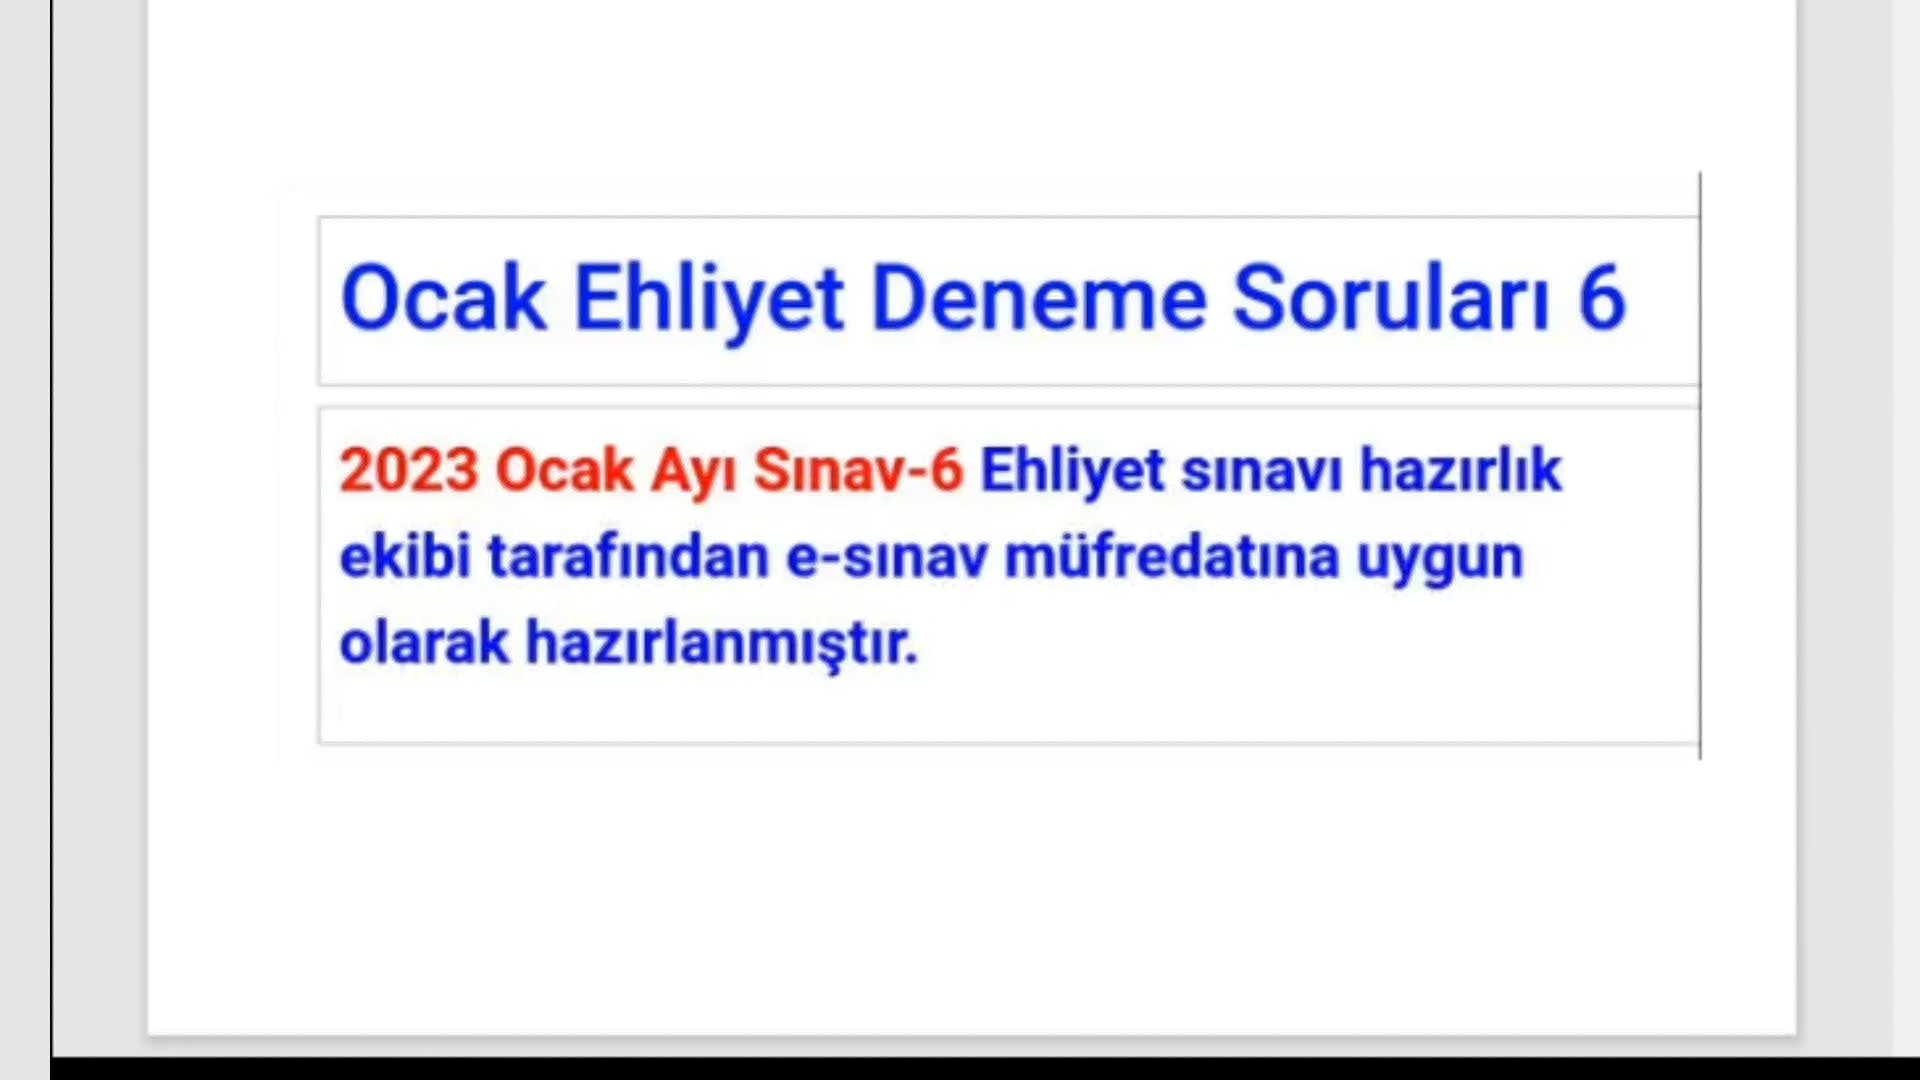 Ocak Ehliyet Deneme Soruları 6
2023 Ocak Ayı Sınav-6 Ehliyet sınavı hazırlık
ekibi tarafından e-sınav müfredatına uygun
olarak hazırlanmıştır.